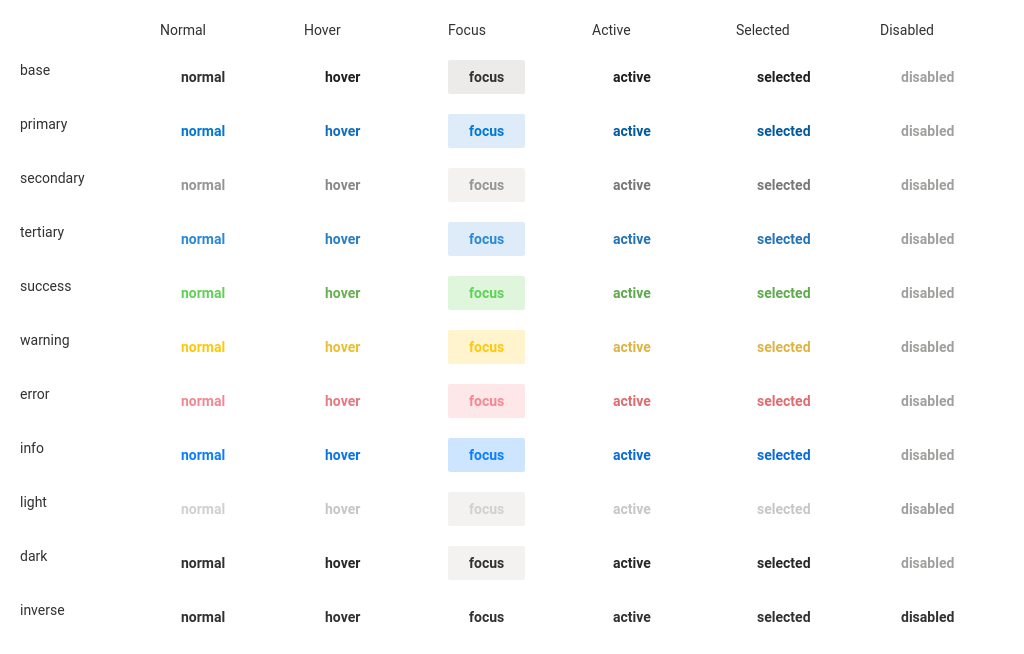 Normal Hover Focus Active Selected Disabled
base normal hover focus active selected disabled
primary normal hover focus active selected disabled
secondary normal hover focus active selected disabled
tertiary normal hover focus active selected disabled
success normal hover focus active selected disabled
warning normal hover focus active selected disabled
error normal hover focus active selected disabled
info normal hover focus active selected disabled
light normal hover focus active selected disabled
dark normal hover focus active selected disabled
inverse normal hover focus active selected disabled